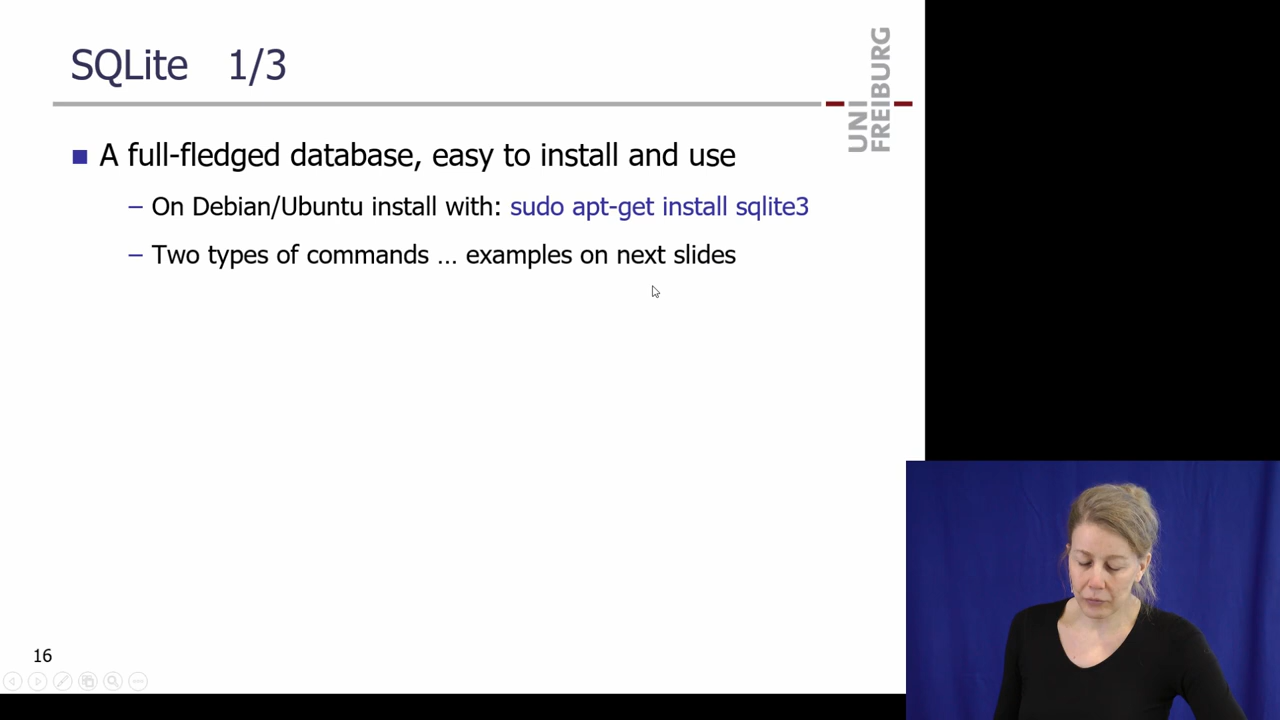 SQLite 1/3
UNI
FREIBURG
A full-fledged database, easy to install and use
– On Debian/Ubuntu install with: sudo apt-get install sqlite3
– Two types of commands … examples on next slides
16